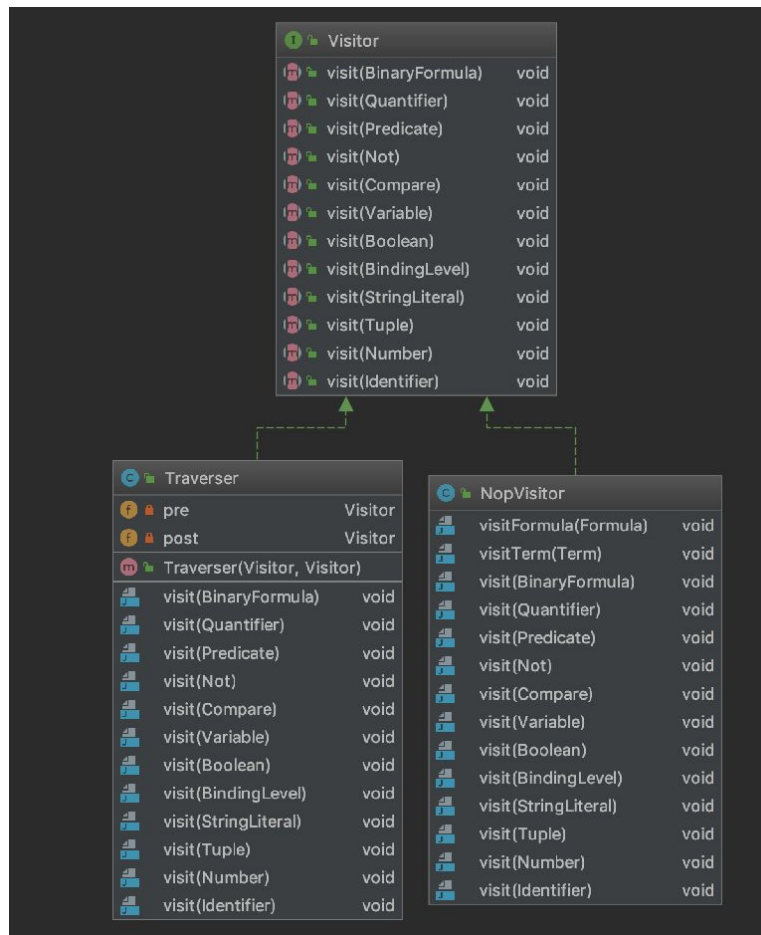 Visitor
visit(BinaryFormula) void
visit(Quantifier) void
visit(Predicate) void
visit(Not) void
visit(Compare) void
visit(Variable) void
visit(Boolean) void
visit(BindingLevel) void
visit(StringLiteral) void
visit(Tuple) void
visit(Number) void
visit(Identifier) void
Traverser
pre Visitor
post Visitor
Traverser(Visitor, Visitor)
visit(BinaryFormula) void
visit(Quantifier) void
visit(Predicate) void
visit(Not) void
visit(Compare) void
visit(Variable) void
visit(Boolean) void
visit(BindingLevel) void
visit(StringLiteral) void
visit(Tuple) void
visit(Number) void
visit(Identifier) void
NopVisitor
visitFormula(Formula) void
visitTerm(Term) void
visit(BinaryFormula) void
visit(Quantifier) void
visit(Predicate) void
visit(Not) void
visit(Compare) void
visit(Variable) void
visit(Boolean) void
visit(BindingLevel) void
visit(StringLiteral) void
visit(Tuple) void
visit(Number) void
visit(Identifier) void